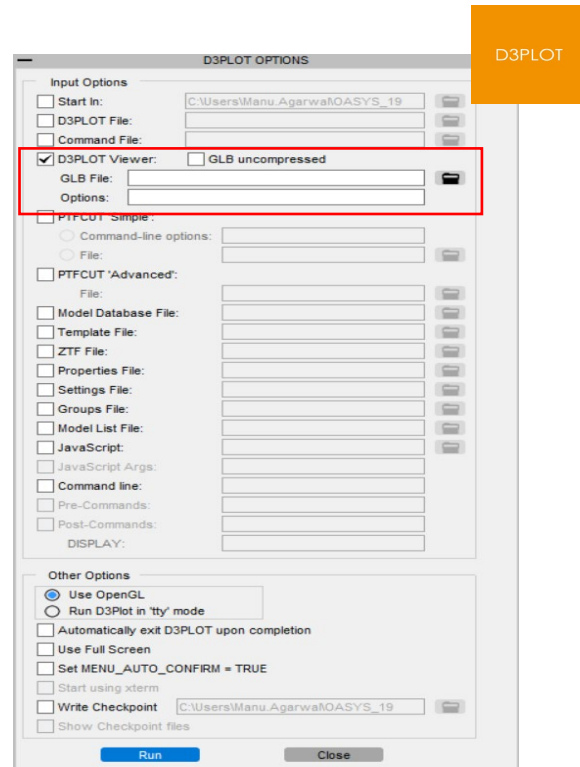 D3PLOT
D3PLOT OPTIONS
Input Options
Start In: C:\Users\Manu.Agarwal\OASYS_19
D3PLOT File:
Command File:
D3PLOT Viewer: GLB uncompressed
GLB File:
Options:
PTFCUT 'Simple':
Command-line options:
File:
PTFCUT 'Advanced':
File:
Model Database File:
Template File:
ZTF File:
Properties File:
Settings File:
Groups File:
Model List File:
JavaScript:
JavaScript Args:
Command line:
Pre-Commands:
Post-Commands:
DISPLAY:
Other Options
Use OpenGL
Run D3Plot in 'tty' mode
Automatically exit D3PLOT upon completion
Use Full Screen
Set MENU_AUTO_CONFIRM = TRUE
Start using xterm
Write Checkpoint C:\Users\Manu.Agarwal\OASYS_19
Show Checkpoint files
Run Close